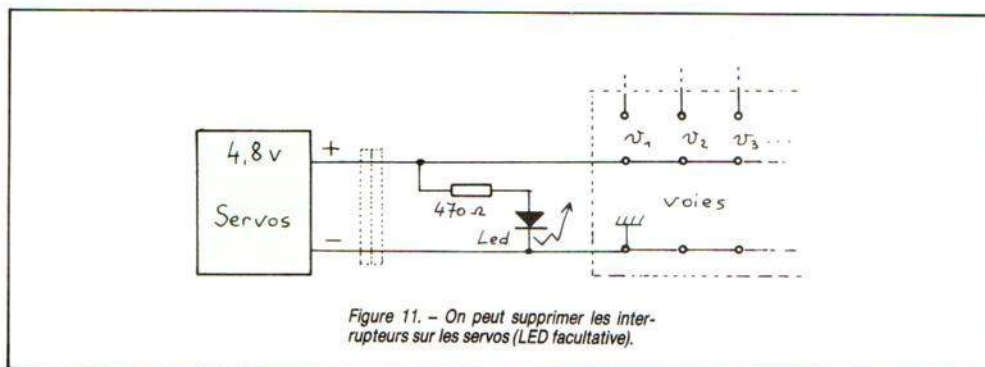 4,8 v
+
Servos
−
470 Ω
Led
v1 v2 v3 ...
voies
Figure 11. – On peut supprimer les inter-
rupteurs sur les servos (LED facultative).